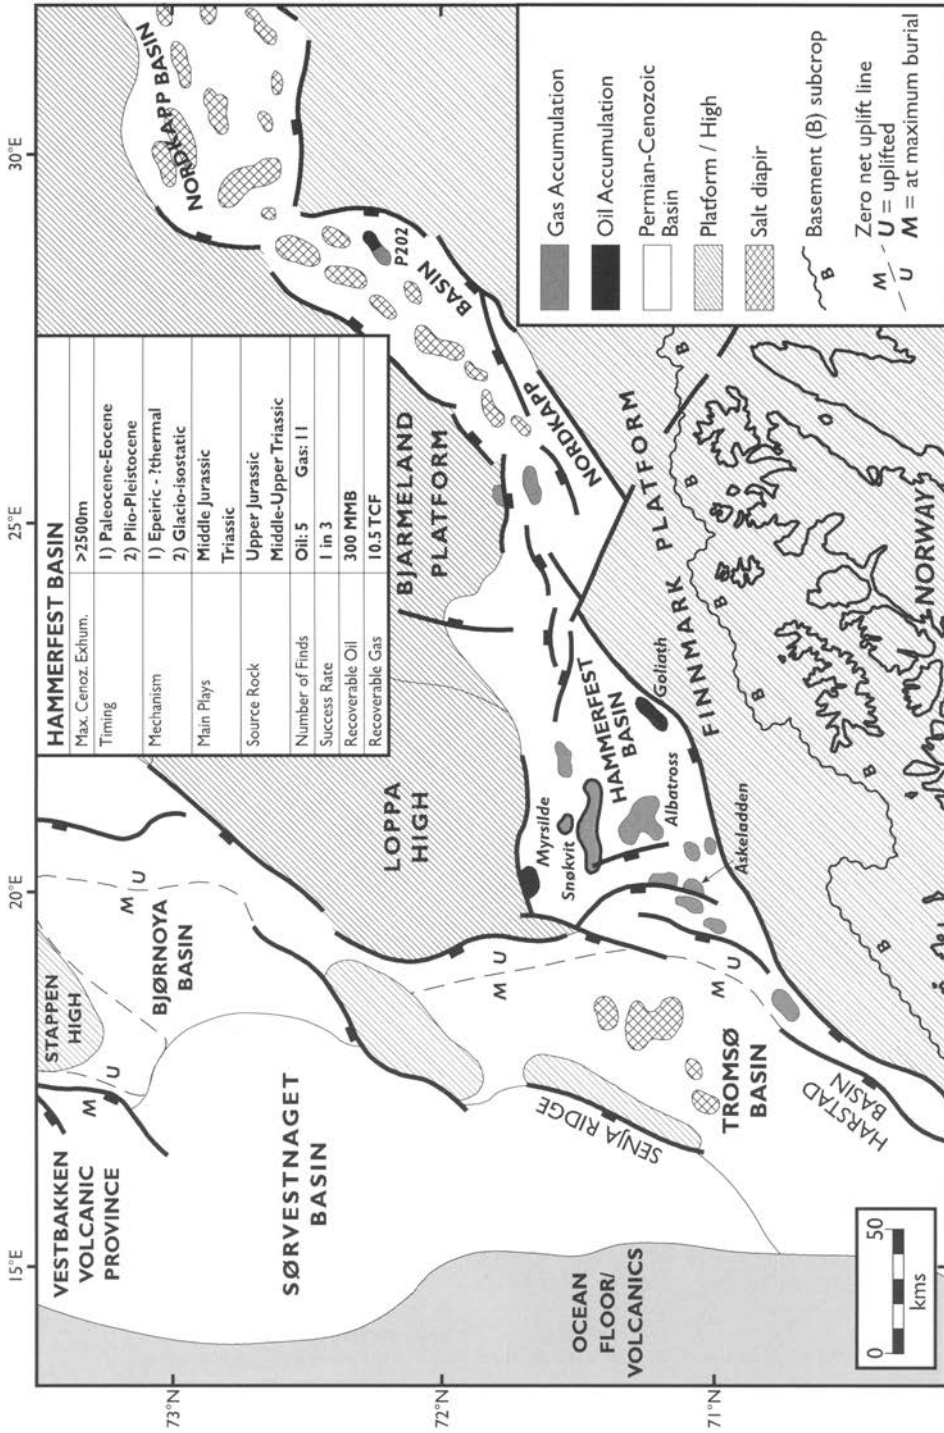 15°E
20°E
25°E
30°E
73°N
72°N
71°N
VESTBAKKEN
VOLCANIC
PROVINCE
STAPPEN
HIGH
BJØRNOYA
BASIN
SØRVESTNAGET
BASIN
OCEAN
FLOOR/
VOLCANICS
SENJA RIDGE
TROMSØ
BASIN
HARSTAD
BASIN
LOPPA
HIGH
Myrsilde
Snøkvit
Albatross
Askeladden
HAMMERFEST
BASIN
Goliath
BJARMELAND
PLATFORM
NORDKAPP
BASIN
P202
NORDKAPP BASIN
FINNMARK PLATFORM
NORWAY
M
U
M
U
M
U
M
U
B
B
B
B
B
B
B
B
0 50
kms
HAMMERFEST BASIN
Max. Cenoz. Exhum. >2500m
Timing 1) Paleocene-Eocene
2) Plio-Pleistocene
Mechanism 1) Epeiric - ?thermal
2) Glacio-isostatic
Main Plays Middle Jurassic
Triassic
Source Rock Upper Jurassic
Middle-Upper Triassic
Number of Finds Oil: 5 Gas: 11
Success Rate 1 in 3
Recoverable Oil 300 MMB
Recoverable Gas 10.5 TCF
Gas Accumulation
Oil Accumulation
Permian-Cenozoic
Basin
Platform / High
Salt diapir
B Basement (B) subcrop
Zero net uplift line
M U U = uplifted
M = at maximum burial